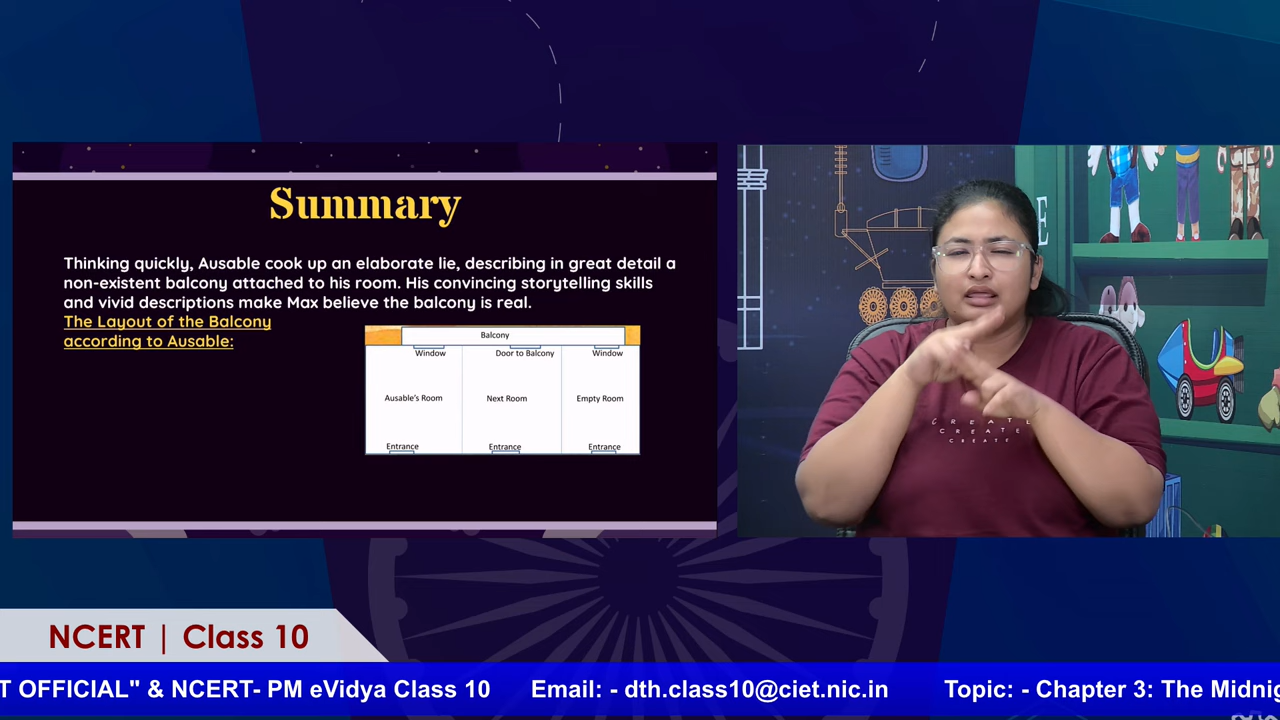 Summary
Thinking quickly, Ausable cook up an elaborate lie, describing in great detail a
non-existent balcony attached to his room. His convincing storytelling skills
and vivid descriptions make Max believe the balcony is real.
The Layout of the Balcony
according to Ausable:
Balcony
Window Door to Balcony Window
Ausable's Room Next Room Empty Room
Entrance Entrance Entrance
E
CREATE
CREATE
CREATE
NCERT | Class 10
T OFFICIAL" & NCERT- PM eVidya Class 10 Email: - dth.class10@ciet.nic.in Topic: - Chapter 3: The Midnig